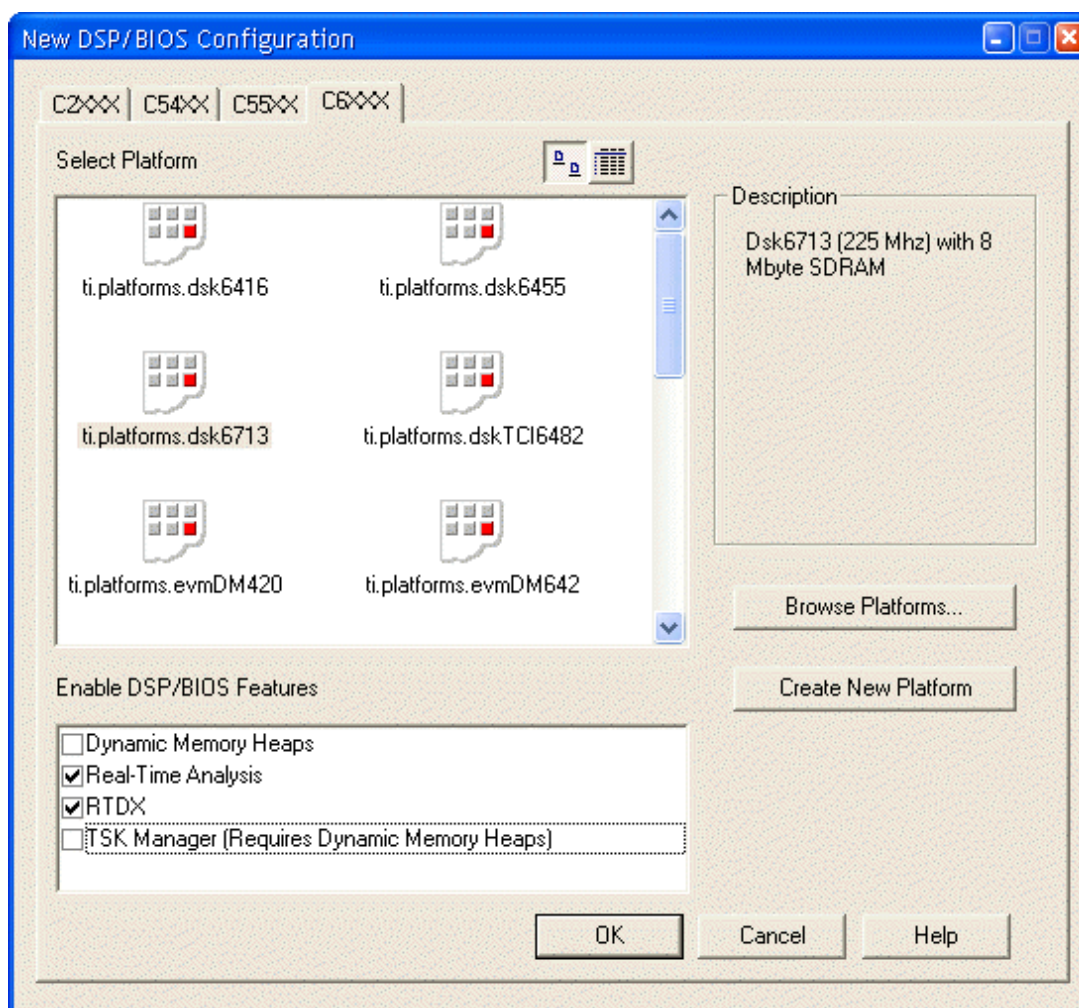 New DSP/BIOS Configuration
C2XXX C54XX C55XX C6XXX
Select Platform
ti.platforms.dsk6416
ti.platforms.dsk6455
ti.platforms.dsk6713
ti.platforms.dskTCI6482
ti.platforms.evmDM420
ti.platforms.evmDM642
Description
Dsk6713 (225 Mhz) with 8
Mbyte SDRAM
Browse Platforms...
Create New Platform
Enable DSP/BIOS Features
Dynamic Memory Heaps
Real-Time Analysis
RTDX
TSK Manager (Requires Dynamic Memory Heaps)
OK
Cancel
Help